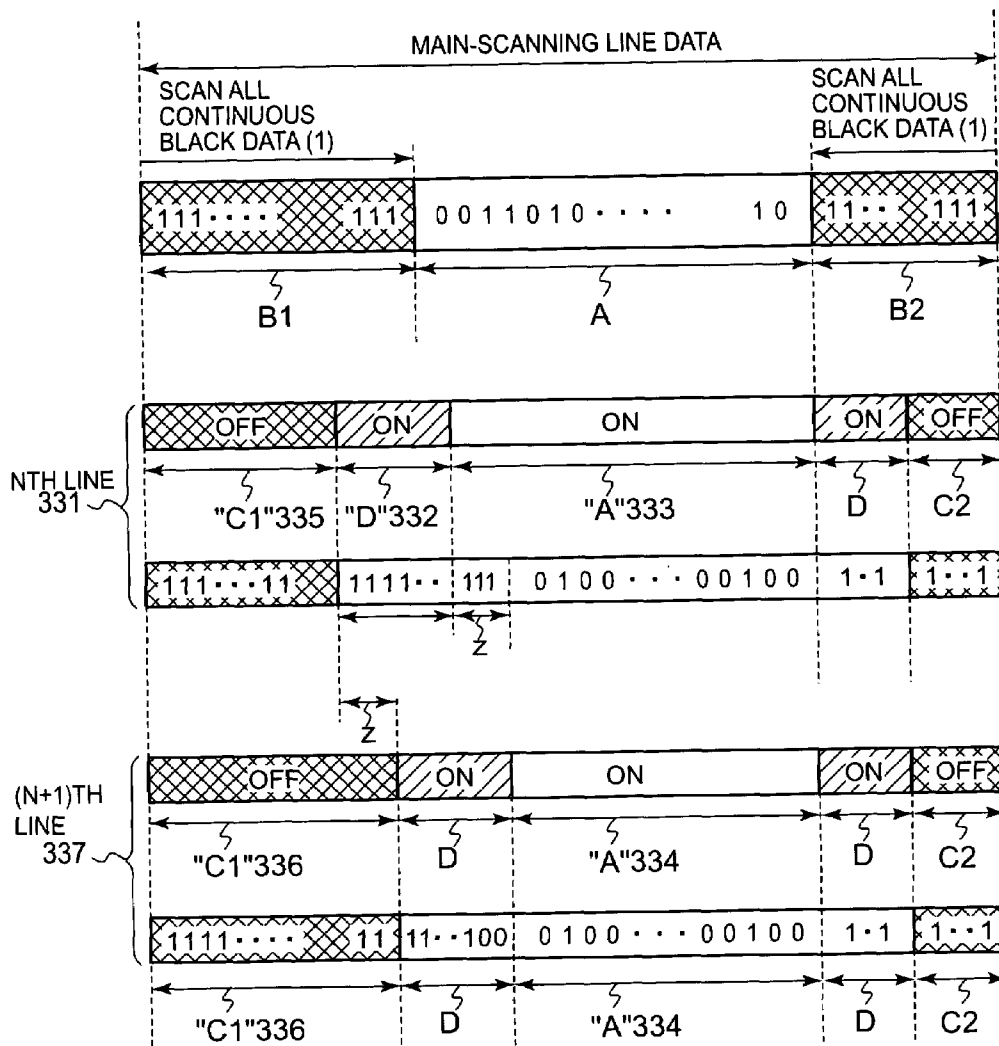 MAIN-SCANNING LINE DATA
SCAN ALL
CONTINUOUS
BLACK DATA (1)
SCAN ALL
CONTINUOUS
BLACK DATA (1)
111···· 111 0011010···· 10 11·· 111
B1 A B2
NTH LINE
331
OFF ON ON ON OFF
"C1"335 "D"332 "A"333 D C2
111···11 1111·· 111 0100···00100 1·1 1··1
z
z
(N+1)TH
LINE
337
OFF ON ON ON OFF
"C1"336 D "A"334 D C2
1111···· 11 11··100 0100···00100 1·1 1··1
"C1"336 D "A"334 D C2